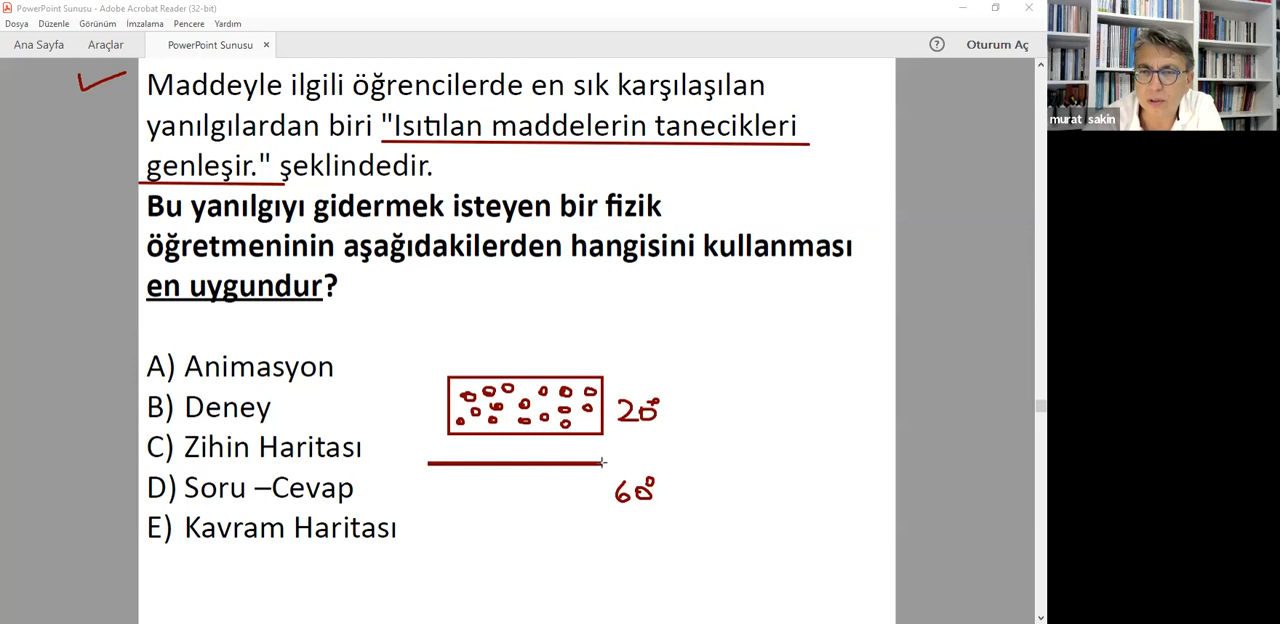 PowerPoint Sunusu - Adobe Acrobat Reader (32-bit)
Dosya Düzenle Görünüm İmzalama Pencere Yardım
Ana Sayfa Araçlar PowerPoint Sunusu × ? Oturum Aç
Maddeyle ilgili öğrencilerde en sık karşılaşılan
yanılgılardan biri "Isıtılan maddelerin tanecikleri
genleşir." şeklindedir.
Bu yanılgıyı gidermek isteyen bir fizik
öğretmeninin aşağıdakilerden hangisini kullanması
en uygundur?
A) Animasyon
B) Deney
C) Zihin Haritası
D) Soru –Cevap
E) Kavram Haritası
20°
60°
murat sakin